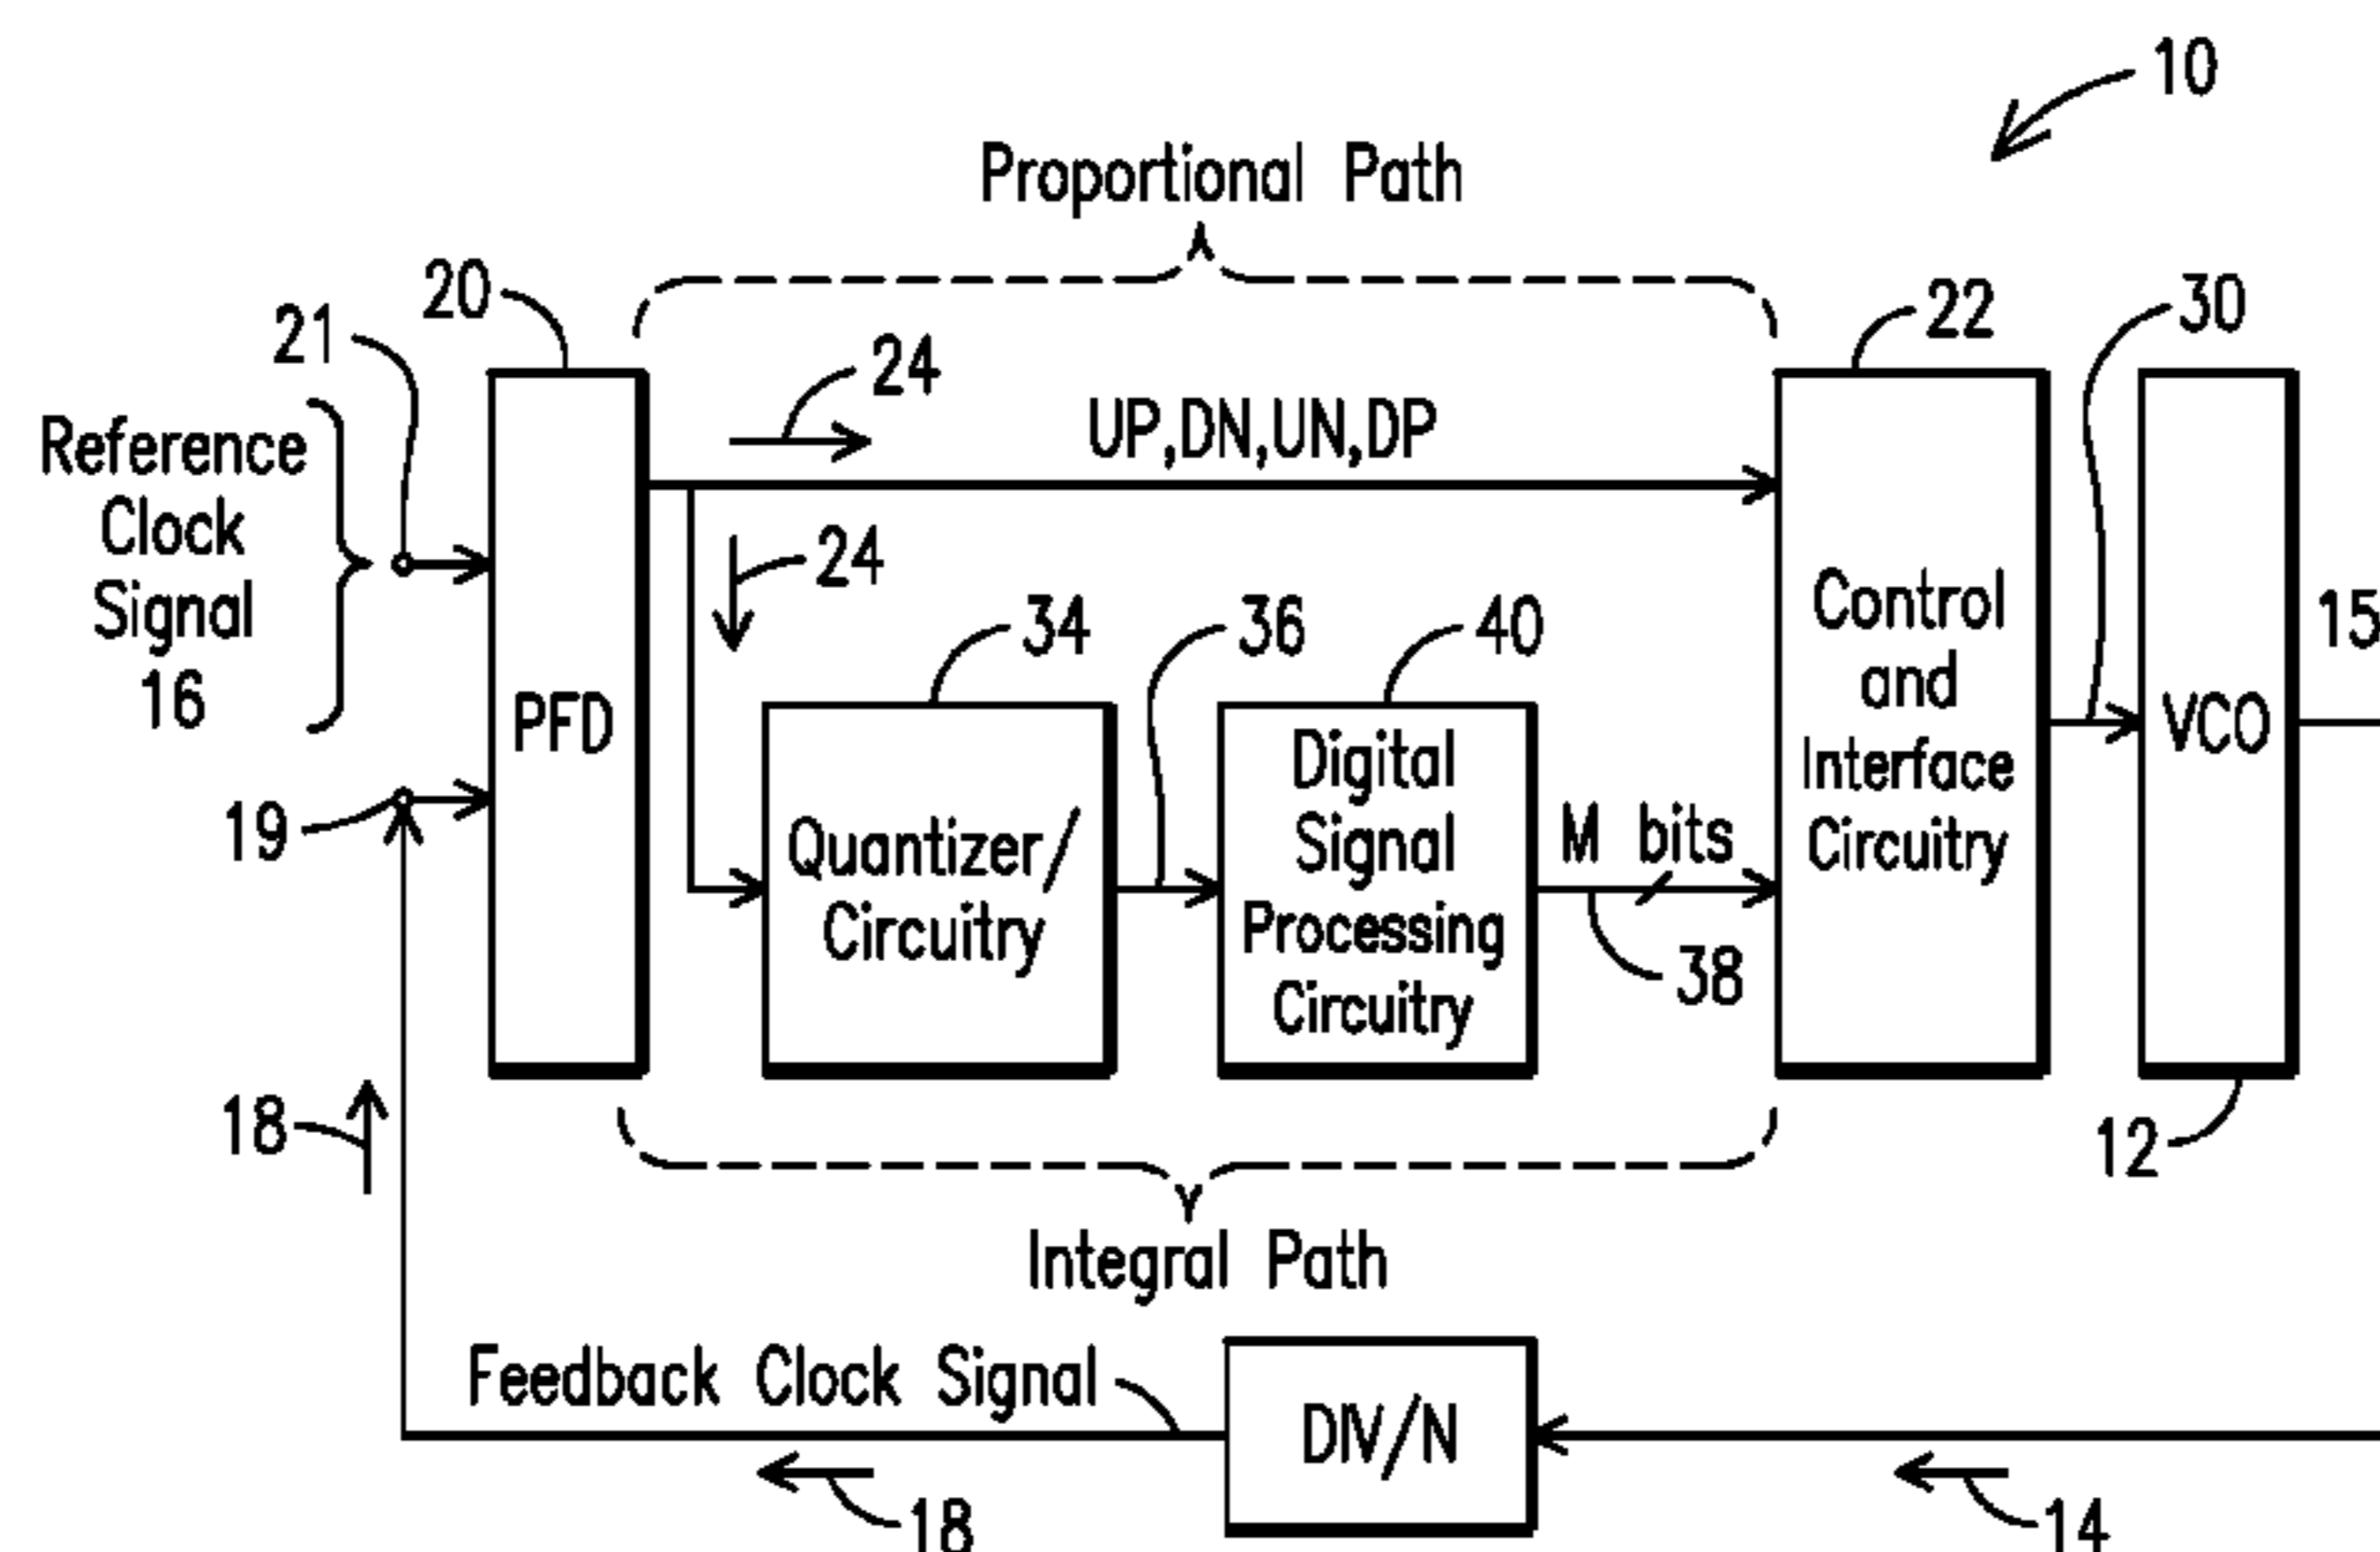 10
Proportional Path
20
21
22
30
24
UP,DN,UN,DP
Reference
Clock
Signal
16
24
34
36
40
15
PFD
Control
and
Interface
Circuitry
VCO
19
Quantizer/
Circuitry
Digital
Signal
Processing
Circuitry
M bits
38
18
12
Integral Path
Feedback Clock Signal
DIV/N
18
14